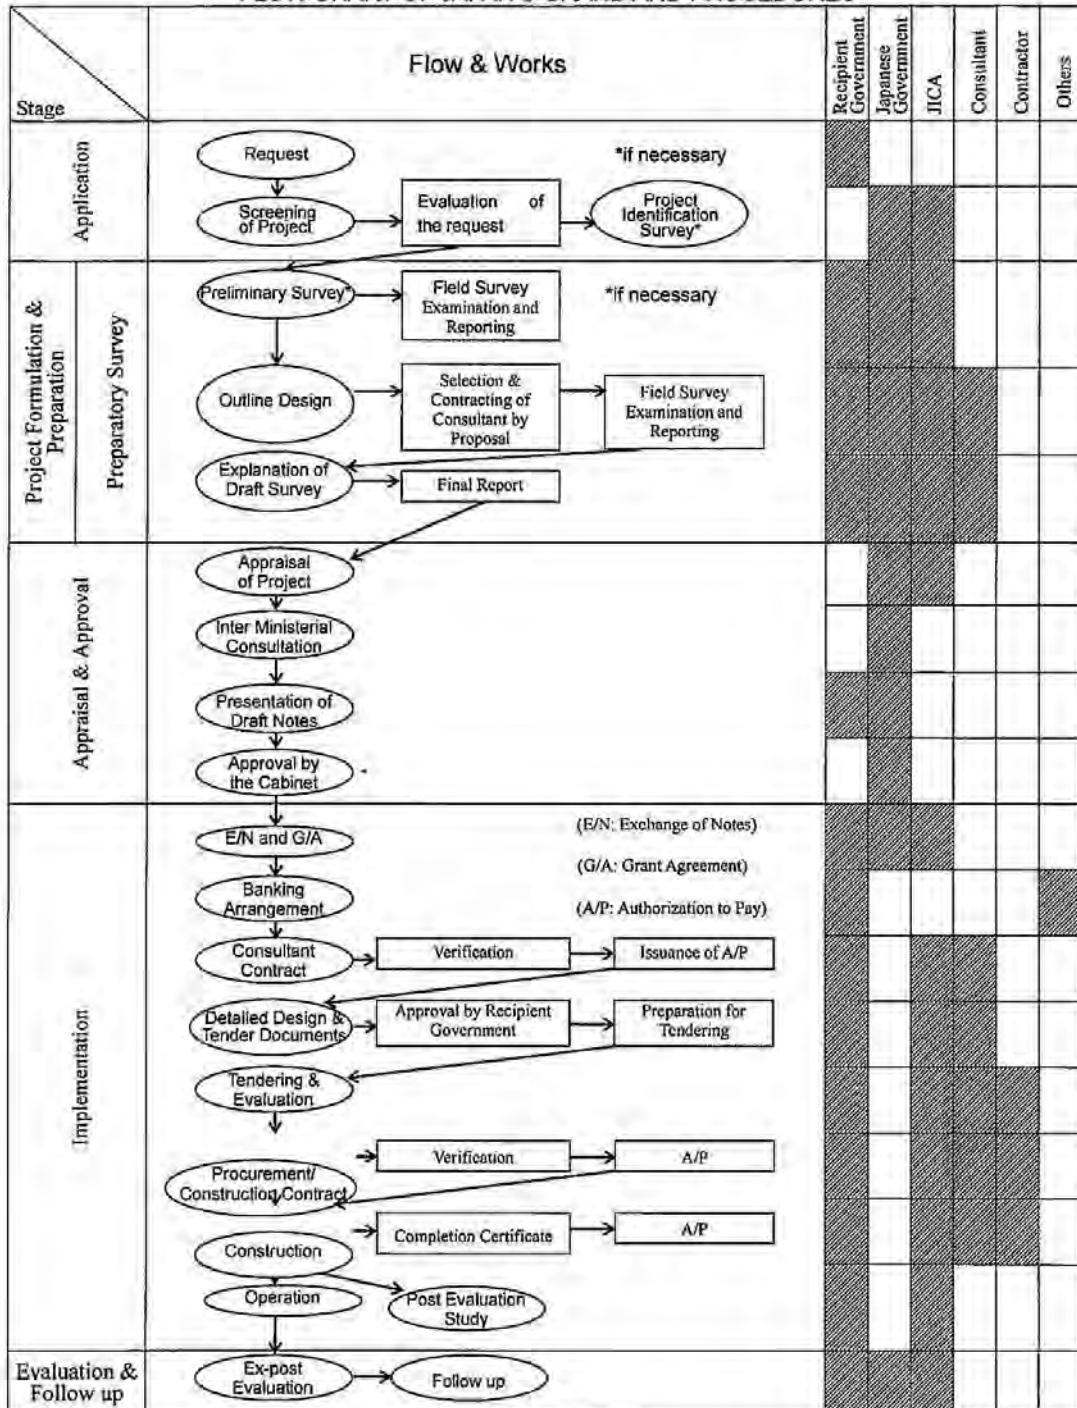 Stage
Flow & Works
Recipient
Government
Japanese
Government
JICA
Consultant
Contractor
Others
Application
Request
*if necessary
Screening
of Project
Evaluation of
the request
Project
Identification
Survey*
Project Formulation &
Preparation
Preparatory Survey
Preliminary Survey*
Field Survey
Examination and
Reporting
*if necessary
Outline Design
Selection &
Contracting of
Consultant by
Proposal
Field Survey
Examination and
Reporting
Explanation of
Draft Survey
Final Report
Appraisal & Approval
Appraisal
of Project
Inter Ministerial
Consultation
Presentation of
Draft Notes
Approval by
the Cabinet
Implementation
E/N and G/A
(E/N: Exchange of Notes)
(G/A: Grant Agreement)
Banking
Arrangement
(A/P: Authorization to Pay)
Consultant
Contract
Verification
Issuance of A/P
Detailed Design &
Tender Documents
Approval by Recipient
Government
Preparation for
Tendering
Tendering &
Evaluation
Verification
A/P
Procurement/
Construction Contract
Completion Certificate
A/P
Construction
Operation
Post Evaluation
Study
Evaluation &
Follow up
Ex-post
Evaluation
Follow up